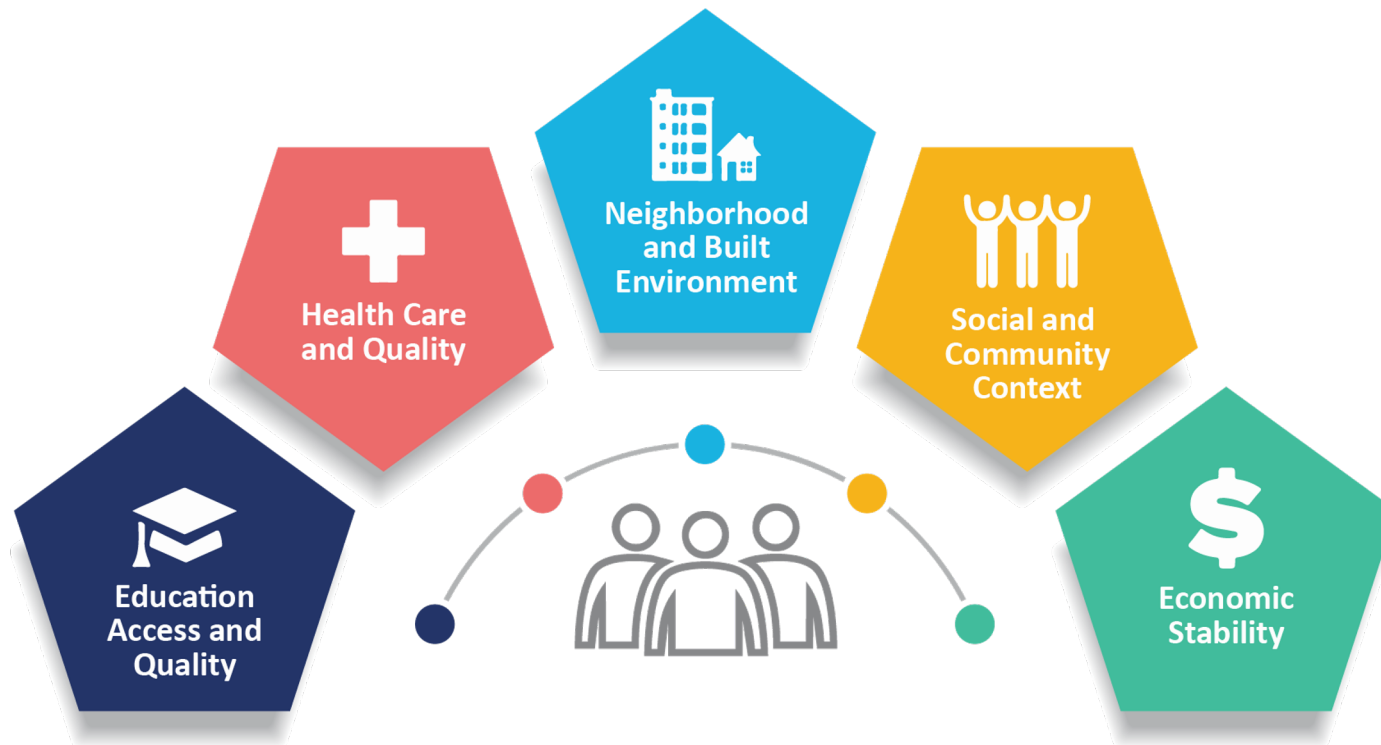 Education
Access and
Quality
Health Care
and Quality
Neighborhood
and Built
Environment
Social and
Community
Context
$
Economic
Stability